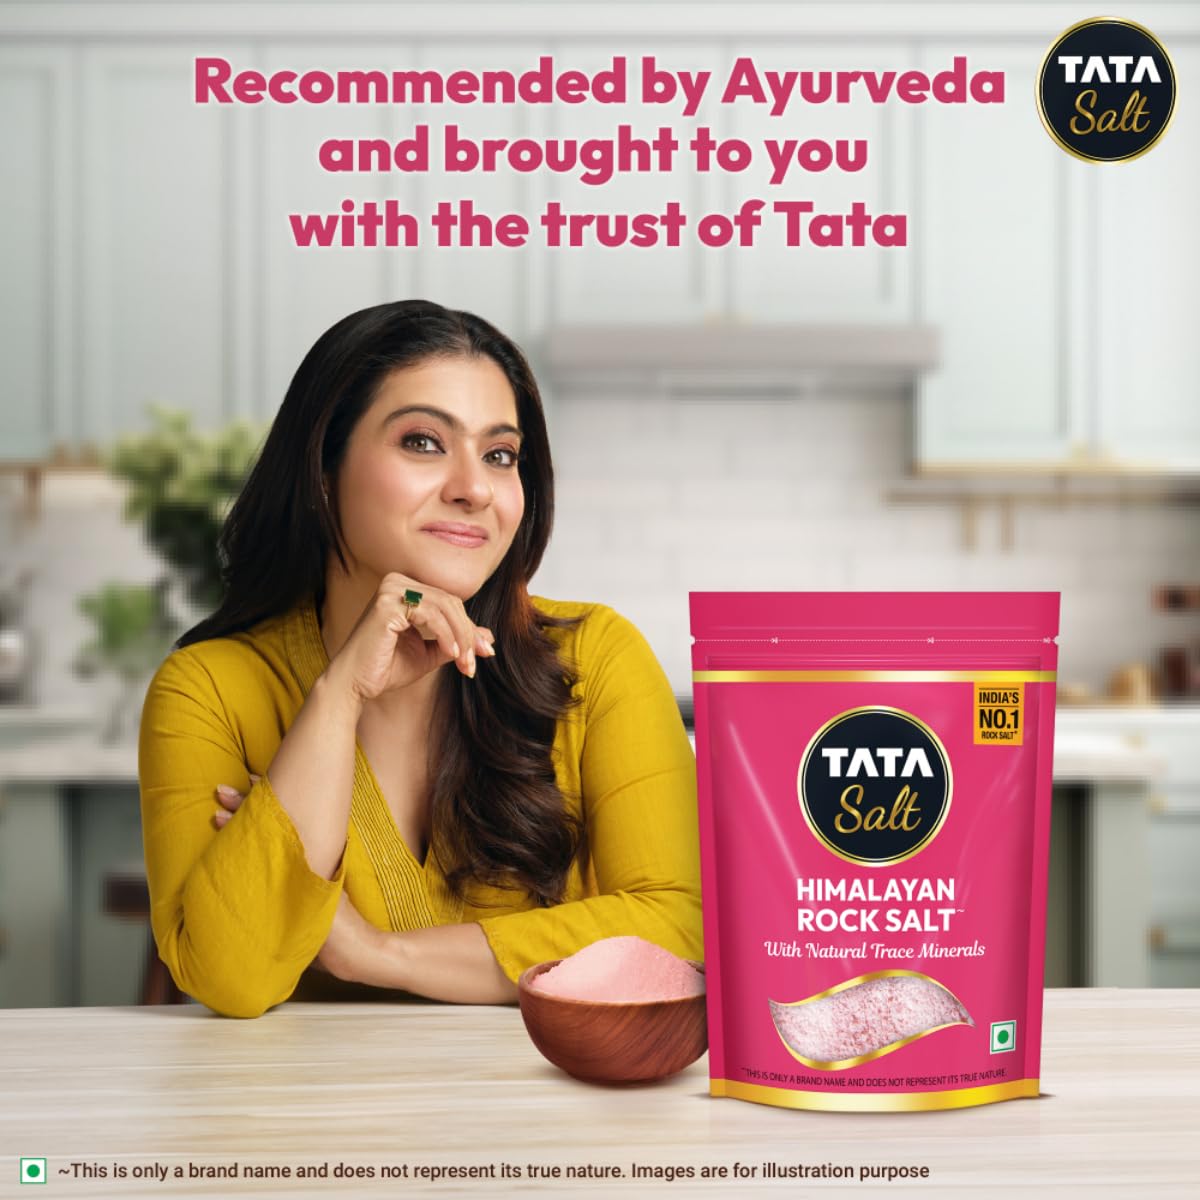 Recommended by Ayurveda
and brought to you
with the trust of Tata
TATA
Salt
INDIA'S
NO.1
ROCK SALT*
TATA
Salt
HIMALAYAN
ROCK SALT~
With Natural Trace Minerals
~THIS IS ONLY A BRAND NAME AND DOES NOT REPRESENT ITS TRUE NATURE.
~This is only a brand name and does not represent its true nature. Images are for illustration purpose